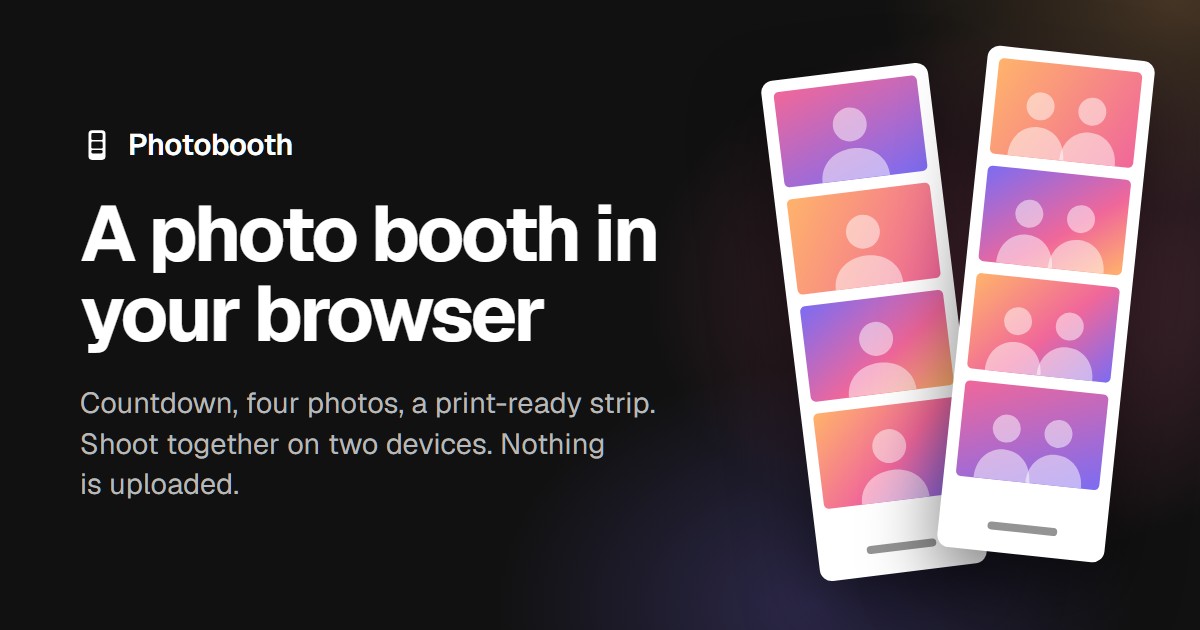 Photobooth
A photo booth in
your browser
Countdown, four photos, a print-ready strip.
Shoot together on two devices. Nothing
is uploaded.